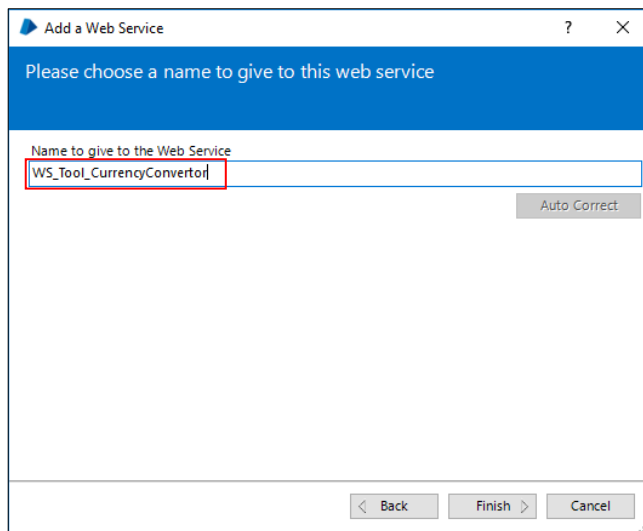 Add a Web Service
?
Please choose a name to give to this web service
Name to give to the Web Service
WS_Tool_CurrencyConvertor
Auto Correct
Back
Finish
Cancel